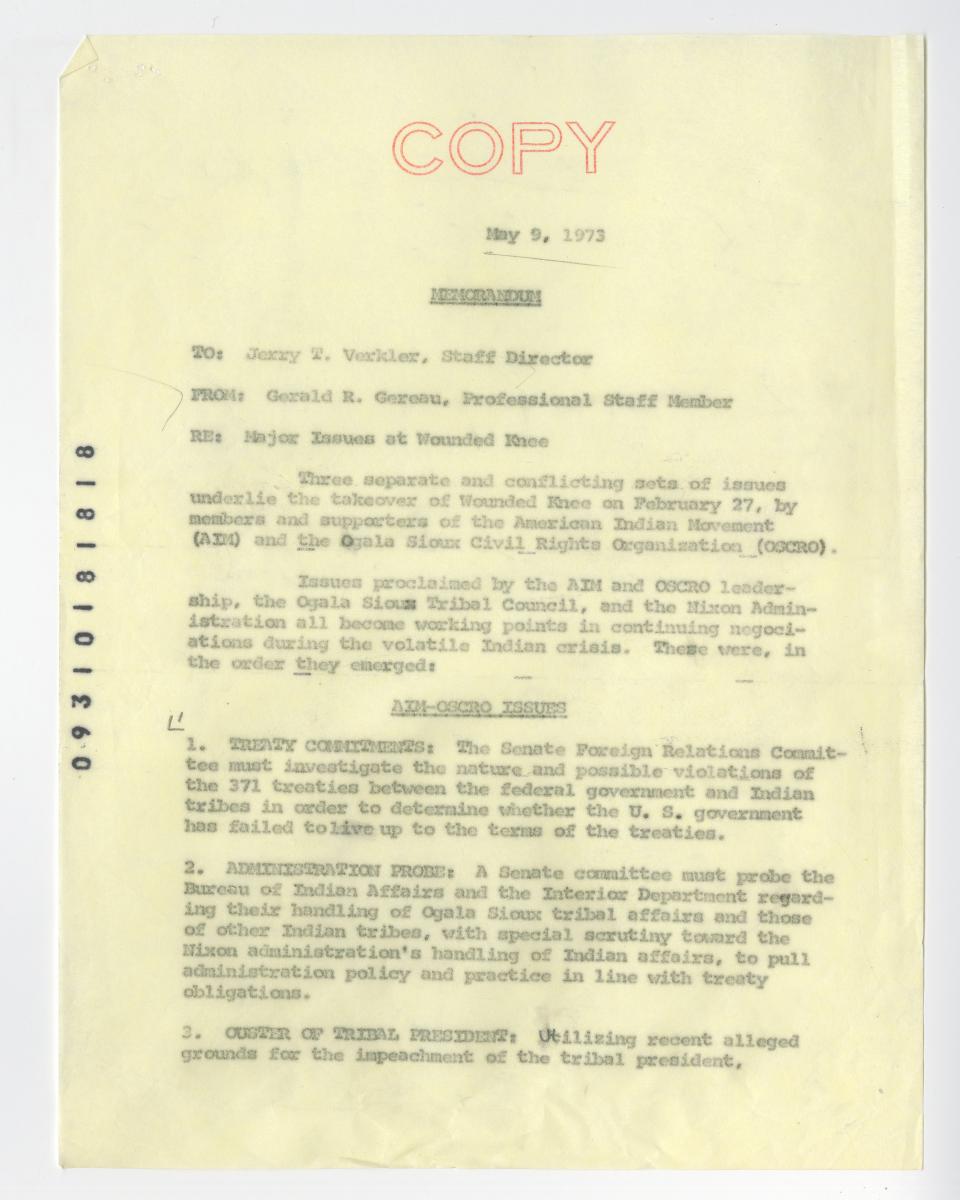 COPY
May 9, 1973
MEMORANDUM
TO: Jerry T. Verkler, Staff Director
FROM: Gerald R. Gereau, Professional Staff Member
RE: Major Issues at Wounded Knee
Three separate and conflicting sets of issues
underlie the takeover of Wounded Knee on February 27, by
members and supporters of the American Indian Movement
(AIM) and the Ogala Sioux Civil Rights Organization (OSCRO).
Issues proclaimed by the AIM and OSCRO leader-
ship, the Ogala Sioux Tribal Council, and the Nixon Admin-
istration all become working points in continuing negoci-
ations during the volatile Indian crisis. These were, in
the order they emerged:
AIM-OSCRO ISSUES
1. TREATY COMMITMENTS: The Senate Foreign Relations Commit-
tee must investigate the nature and possible violations of
the 371 treaties between the federal government and Indian
tribes in order to determine whether the U. S. government
has failed to live up to the terms of the treaties.
2. ADMINISTRATION PROBE: A Senate committee must probe the
Bureau of Indian Affairs and the Interior Department regard-
ing their handling of Ogala Sioux tribal affairs and those
of other Indian tribes, with special scrutiny toward the
Nixon administration's handling of Indian affairs, to pull
administration policy and practice in line with treaty
obligations.
3. OUSTER OF TRIBAL PRESIDENT: Utilizing recent alleged
grounds for the impeachment of the tribal president,
09310181818